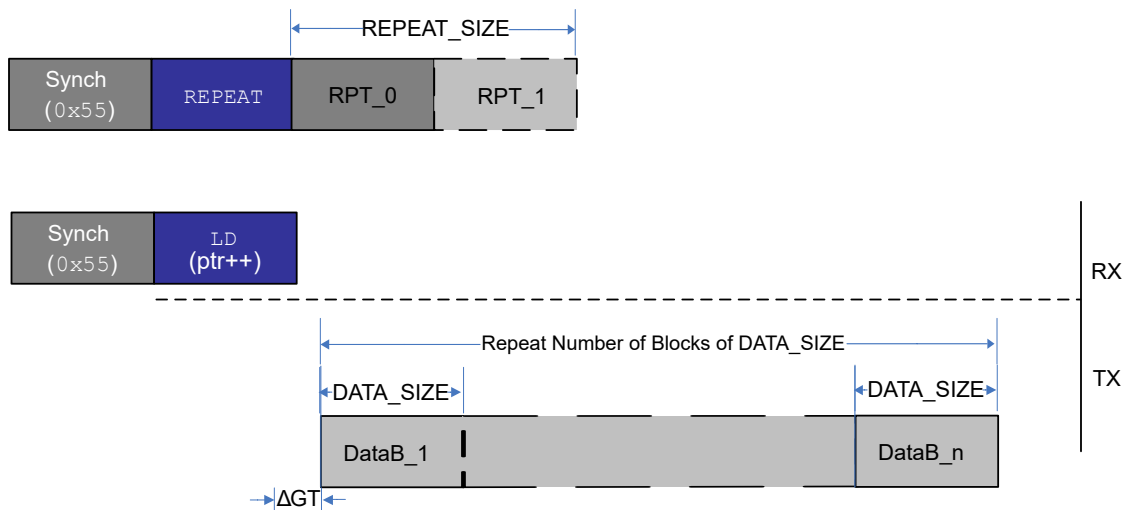 REPEAT_SIZE
Synch
(0x55)
REPEAT
RPT_0
RPT_1
Synch
(0x55)
LD
(ptr++)
RX
Repeat Number of Blocks of DATA_SIZE
TX
DATA_SIZE
DATA_SIZE
DataB_1
DataB_n
ΔGT